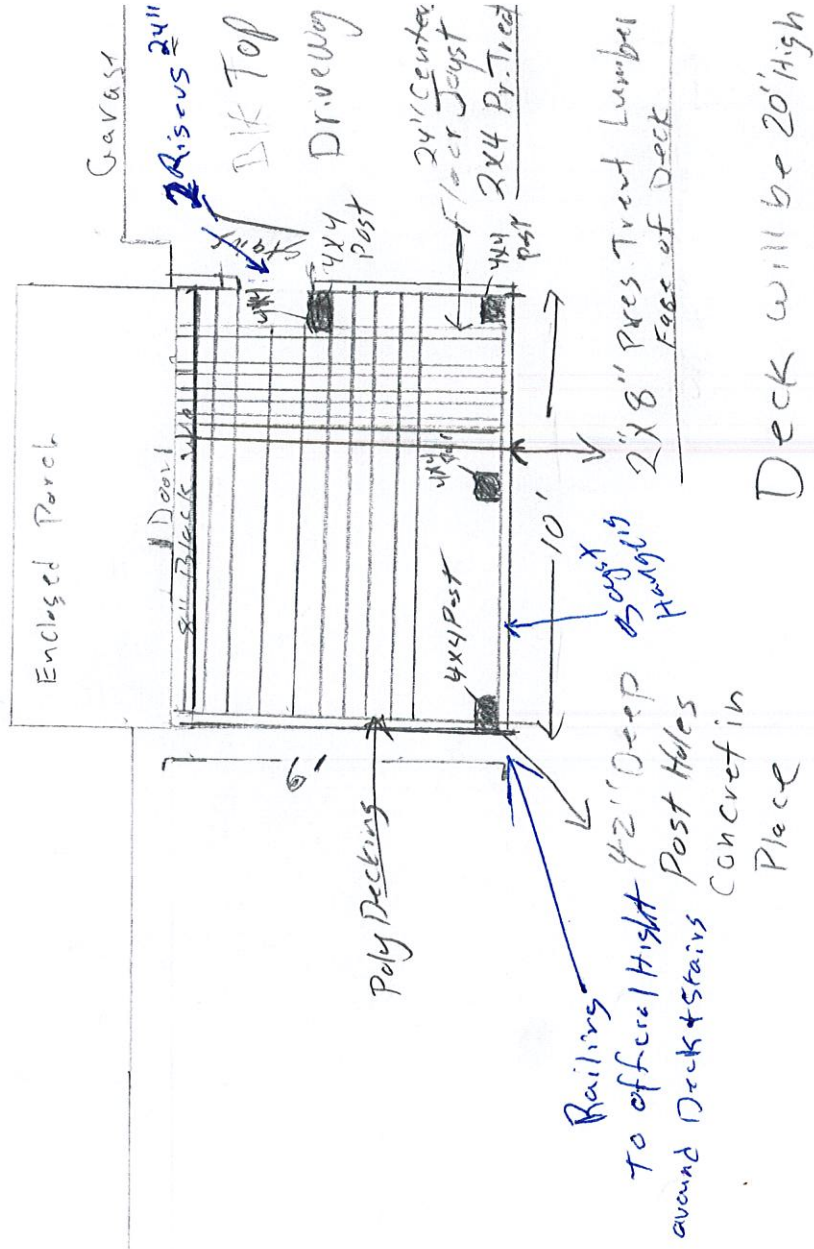 Garage
2 Risers 24"
Bk Top
Driveway
Stairs
4x4
4x4
Post
Enclosed Porch
Door
8" Block
24" Center
Floor Joyst
2x4 Pr. Treat
4x4
Post
4x4
4x4 Post
6'
10'
Poly Decking
Joyst
Hangers
2"x8" Pres Treat Lumber
Face of Deck
Railing
To official Hight
around Deck & Stairs
42" Deep
Post Holes
Concret in
Place
Deck will be 20" High